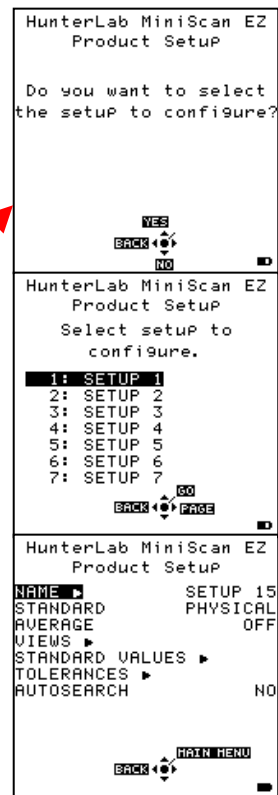 HunterLab MiniScan EZ
Product Setup
Do you want to select
the setup to configure?
YES
BACK
NO
HunterLab MiniScan EZ
Product Setup
Select setup to
configure.
1: SETUP 1
2: SETUP 2
3: SETUP 3
4: SETUP 4
5: SETUP 5
6: SETUP 6
7: SETUP 7
GO
BACK PAGE
HunterLab MiniScan EZ
Product Setup
NAME ▶ SETUP 15
STANDARD PHYSICAL
AVERAGE OFF
VIEWS ▶
STANDARD VALUES ▶
TOLERANCES ▶
AUTOSEARCH NO
MAIN MENU
BACK